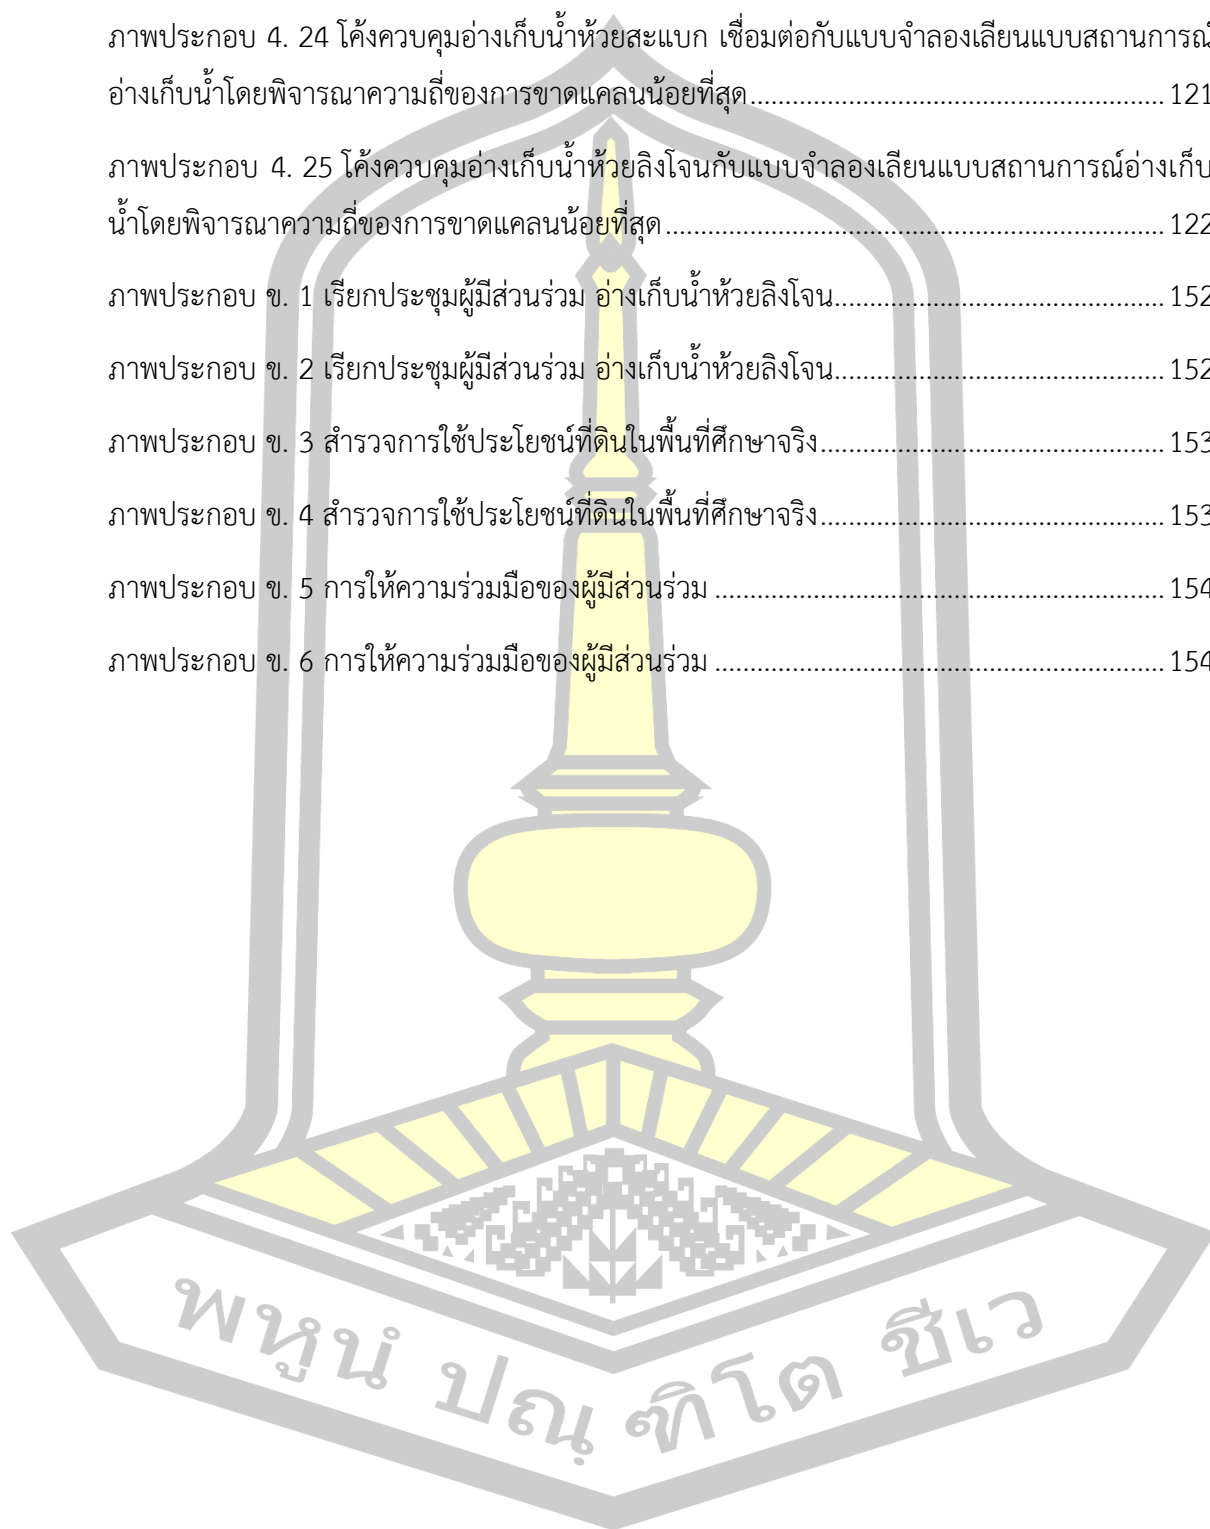 ภาพประกอบ 4. 24 โค้งควบคุมอ่างเก็บน้ำห้วยสะแบก เชื่อมต่อกับแบบจำลองเลียนแบบสถานการณ์
อ่างเก็บน้ำโดยพิจารณาความถี่ของการขาดแคลนน้อยที่สุด ........................................................ 121
ภาพประกอบ 4. 25 โค้งควบคุมอ่างเก็บน้ำห้วยลิงโจนกับแบบจำลองเลียนแบบสถานการณ์อ่างเก็บ
น้ำโดยพิจารณาความถี่ของการขาดแคลนน้อยที่สุด .................................................................... 122
ภาพประกอบ ข. 1 เรียกประชุมผู้มีส่วนร่วม อ่างเก็บน้ำห้วยลิงโจน ............................................. 152
ภาพประกอบ ข. 2 เรียกประชุมผู้มีส่วนร่วม อ่างเก็บน้ำห้วยลิงโจน ............................................. 152
ภาพประกอบ ข. 3 สำรวจการใช้ประโยชน์ที่ดินในพื้นที่ศึกษาจริง ............................................... 153
ภาพประกอบ ข. 4 สำรวจการใช้ประโยชน์ที่ดินในพื้นที่ศึกษาจริง ............................................... 153
ภาพประกอบ ข. 5 การให้ความร่วมมือของผู้มีส่วนร่วม ............................................................. 154
ภาพประกอบ ข. 6 การให้ความร่วมมือของผู้มีส่วนร่วม ............................................................. 154
พหูนํ ปณฺฑิโต ชีเว